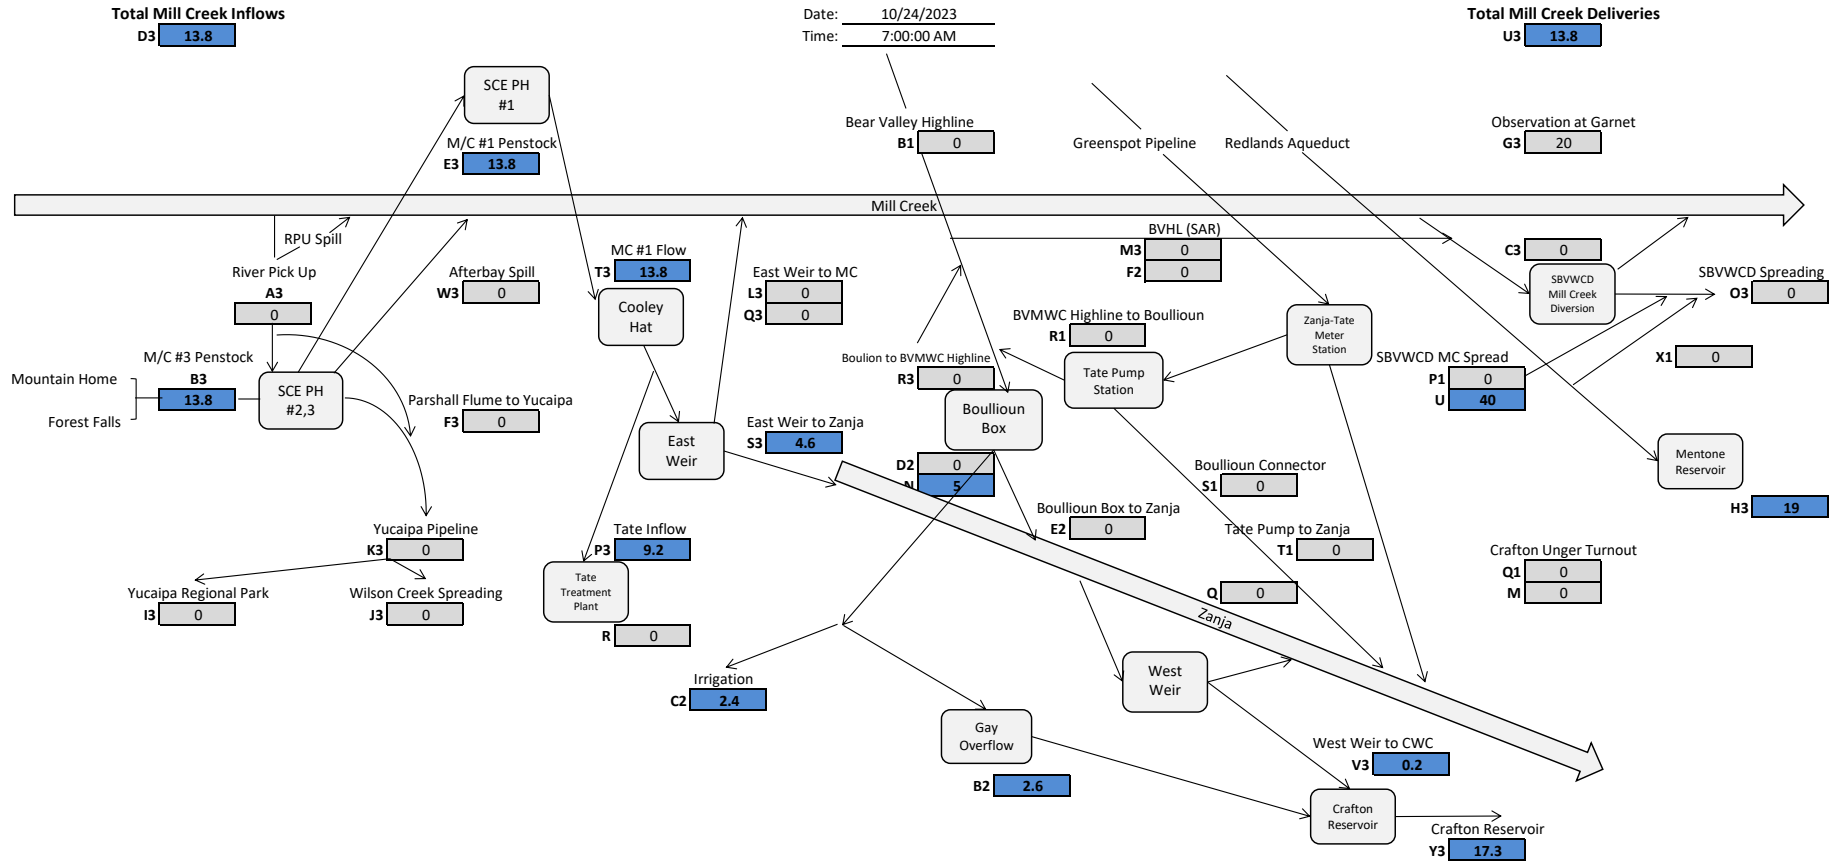 Total Mill Creek Inflows
D3 13.8
Date: 10/24/2023
Time: 7:00:00 AM
Total Mill Creek Deliveries
U3 13.8
SCE PH
#1
M/C #1 Penstock
E3 13.8
Bear Valley Highline
B1 0
Greenspot Pipeline
Redlands Aqueduct
Observation at Garnet
G3 20
Mill Creek
RPU Spill
River Pick Up
A3
0
Afterbay Spill
W3 0
MC #1 Flow
T3 13.8
Cooley
Hat
East Weir to MC
L3 0
Q3 0
BVHL (SAR)
M3 0
F2 0
C3 0
SBVWCD
Mill Creek
Diversion
SBVWCD Spreading
O3 0
BVMWC Highline to Boullioun
R1 0
Zanja-Tate
Meter
Station
Boulion to BVMWC Highline
R3 0
Tate Pump
Station
SBVWCD MC Spread
P1 0
U 40
X1 0
M/C #3 Penstock
B3
13.8
Mountain Home
Forest Falls
SCE PH
#2,3
Parshall Flume to Yucaipa
F3 0
East
Weir
East Weir to Zanja
S3 4.6
Boullioun
Box
D2 0
N 5
Boullioun Connector
S1 0
Mentone
Reservoir
H3 19
Boullioun Box to Zanja
E2 0
Tate Pump to Zanja
T1 0
Yucaipa Pipeline
K3 0
Tate Inflow
P3 9.2
Tate
Treatment
Plant
R 0
Crafton Unger Turnout
Q1 0
M 0
Yucaipa Regional Park
I3 0
Wilson Creek Spreading
J3 0
Q 0
Zanja
Irrigation
C2 2.4
West
Weir
Gay
Overflow
B2 2.6
West Weir to CWC
V3 0.2
Crafton
Reservoir
Crafton Reservoir
Y3 17.3